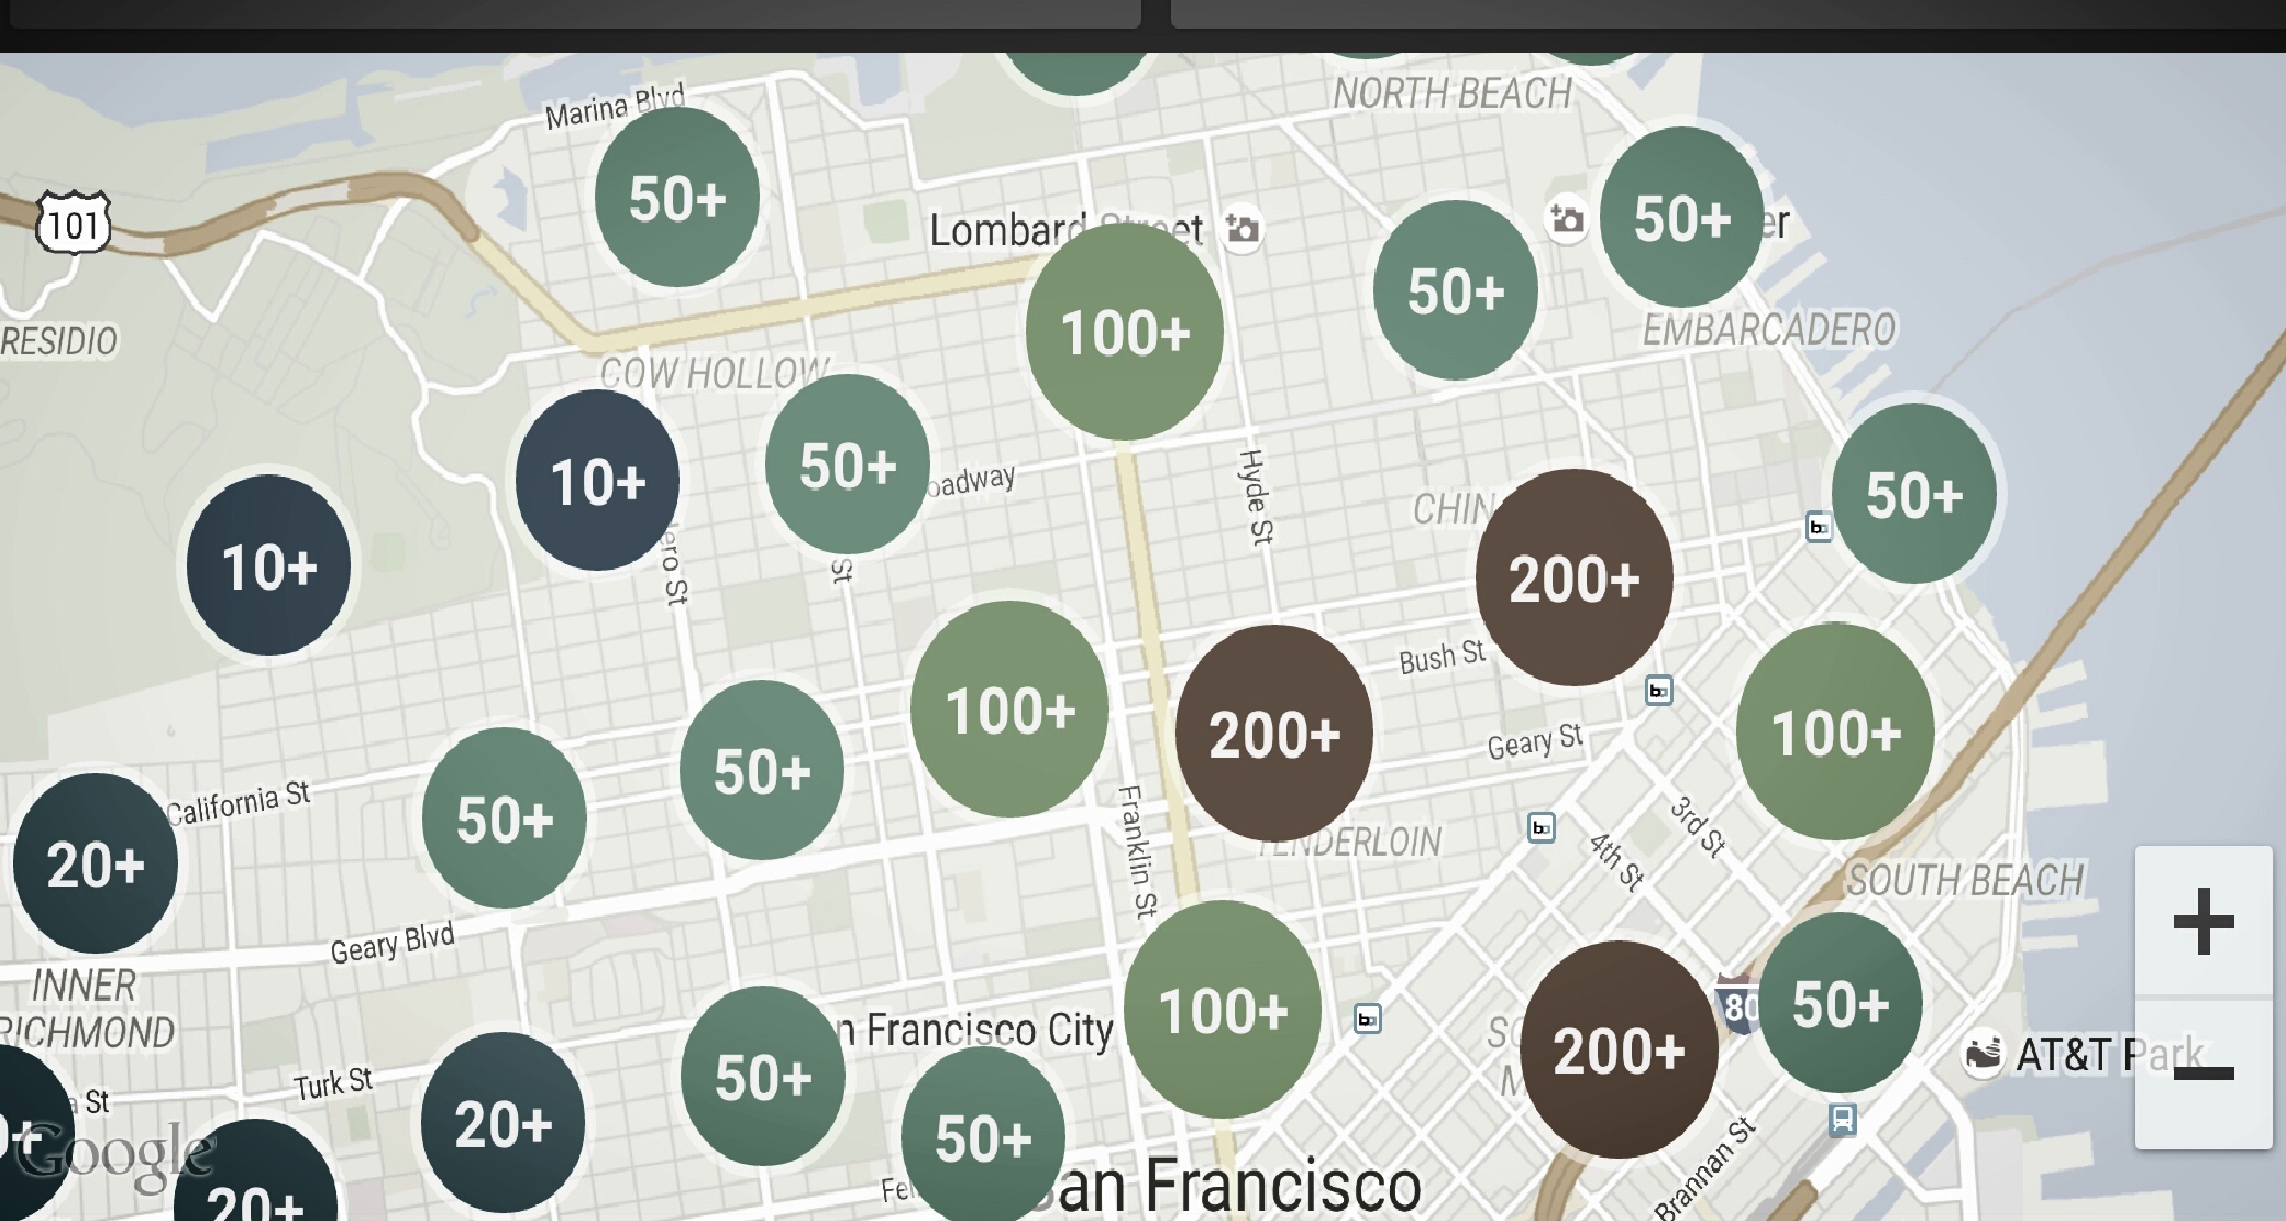 Marina Blvd
NORTH BEACH
50+
101
Lombard Street
50+
er
50+
RESIDIO
100+
EMBARCADERO
COW HOLLOW
10+
50+
oadway
Hyde St
CHIN
50+
10+
ero St
St
200+
Bush St
100+
200+
100+
Geary St
50+
50+
California St
20+
Franklin St
TENDERLOIN
3rd St
4th St
SOUTH BEACH
Geary Blvd
INNER
RICHMOND
100+
50+
80
n Francisco City
50+
200+
AT&T Park
Turk St
20+
St
50+
Google
20+
Brannan St
an Francisco